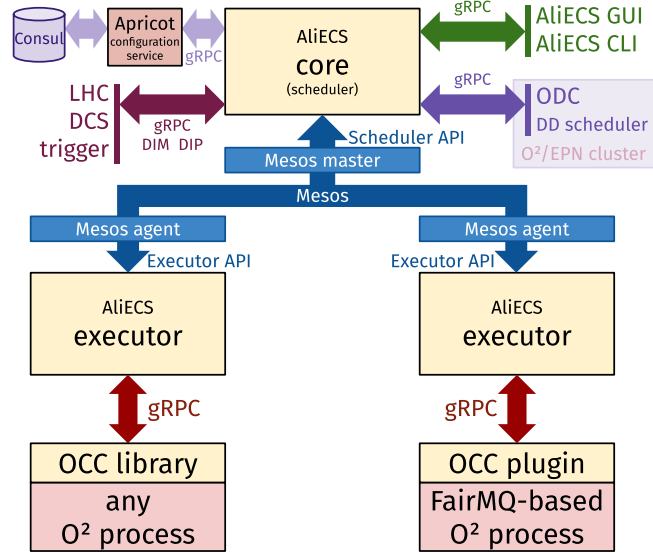 Consul
Apricot
configuration
service
gRPC
AliECS
core
(scheduler)
gRPC
AliECS GUI
AliECS CLI
LHC
DCS
trigger
gRPC
DIM DIP
gRPC
ODC
DD scheduler
O²/EPN cluster
Scheduler API
Mesos master
Mesos
Mesos agent
Mesos agent
Executor API
Executor API
AliECS
executor
AliECS
executor
gRPC
gRPC
OCC library
any
O² process
OCC plugin
FairMQ-based
O² process